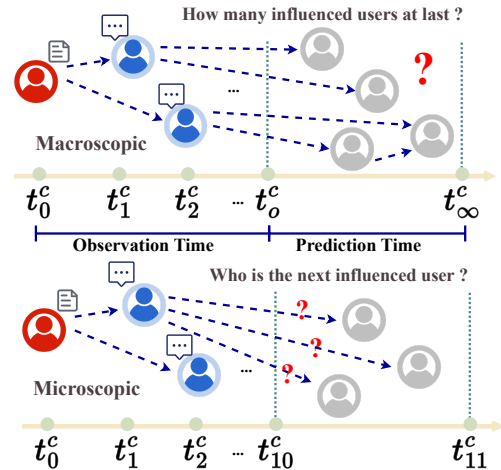 How many influenced users at last ?
?
...
Macroscopic
t_0^c t_1^c t_2^c ... t_o^c t_∞^c
Observation Time Prediction Time
Who is the next influenced user ?
?
?
?
...
Microscopic
t_0^c t_1^c t_2^c ... t_10^c t_11^c